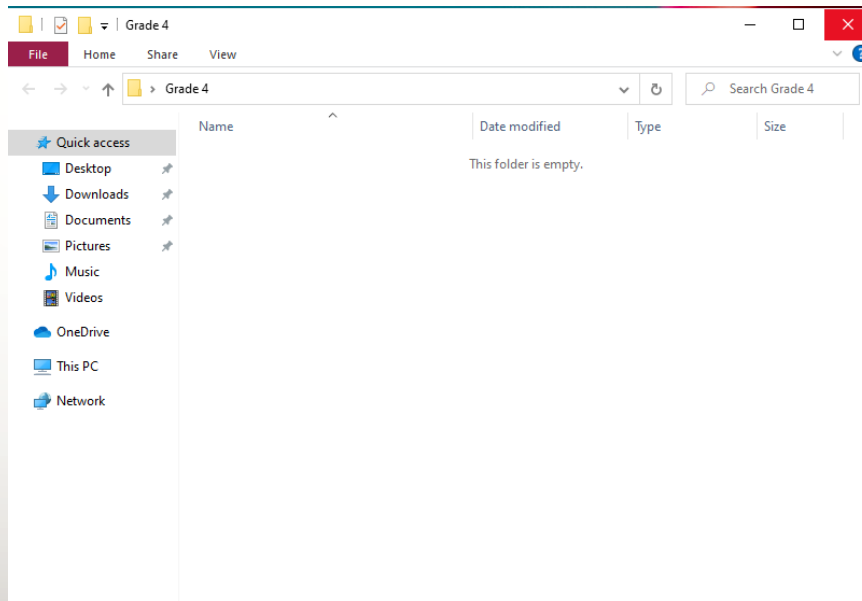 Grade 4
File Home Share View
Grade 4 Search Grade 4
Name Date modified Type Size
This folder is empty.
Quick access
Desktop
Downloads
Documents
Pictures
Music
Videos
OneDrive
This PC
Network